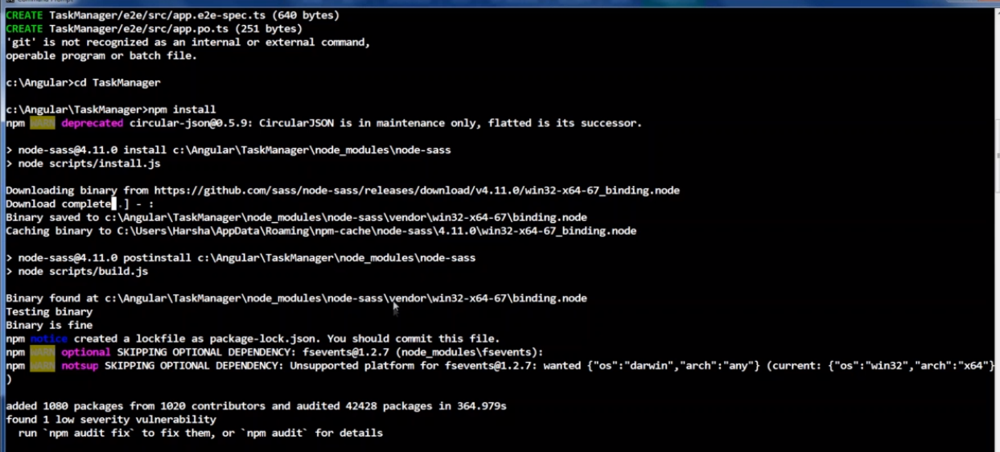 CREATE TaskManager/e2e/src/app.e2e-spec.ts (640 bytes)
CREATE TaskManager/e2e/src/app.po.ts (251 bytes)
'git' is not recognized as an internal or external command,
operable program or batch file.
c:\Angular>cd TaskManager
c:\Angular\TaskManager>npm install
npm WARN deprecated circular-json@0.5.9: CircularJSON is in maintenance only, flatted is its successor.
> node-sass@4.11.0 install c:\Angular\TaskManager\node_modules\node-sass
> node scripts/install.js
Downloading binary from https://github.com/sass/node-sass/releases/download/v4.11.0/win32-x64-67_binding.node
Download complete .] - :
Binary saved to c:\Angular\TaskManager\node_modules\node-sass\vendor\win32-x64-67\binding.node
Caching binary to C:\Users\Harsha\AppData\Roaming\npm-cache\node-sass\4.11.0\win32-x64-67_binding.node
> node-sass@4.11.0 postinstall c:\Angular\TaskManager\node_modules\node-sass
> node scripts/build.js
Binary found at c:\Angular\TaskManager\node_modules\node-sass\vendor\win32-x64-67\binding.node
Testing binary
Binary is fine
npm notice created a lockfile as package-lock.json. You should commit this file.
npm WARN optional SKIPPING OPTIONAL DEPENDENCY: fsevents@1.2.7 (node_modules\fsevents):
npm WARN notsup SKIPPING OPTIONAL DEPENDENCY: Unsupported platform for fsevents@1.2.7: wanted {"os":"darwin","arch":"any"} (current: {"os":"win32","arch":"x64"}
)
added 1080 packages from 1020 contributors and audited 42428 packages in 364.979s
found 1 low severity vulnerability
run `npm audit fix` to fix them, or `npm audit` for details